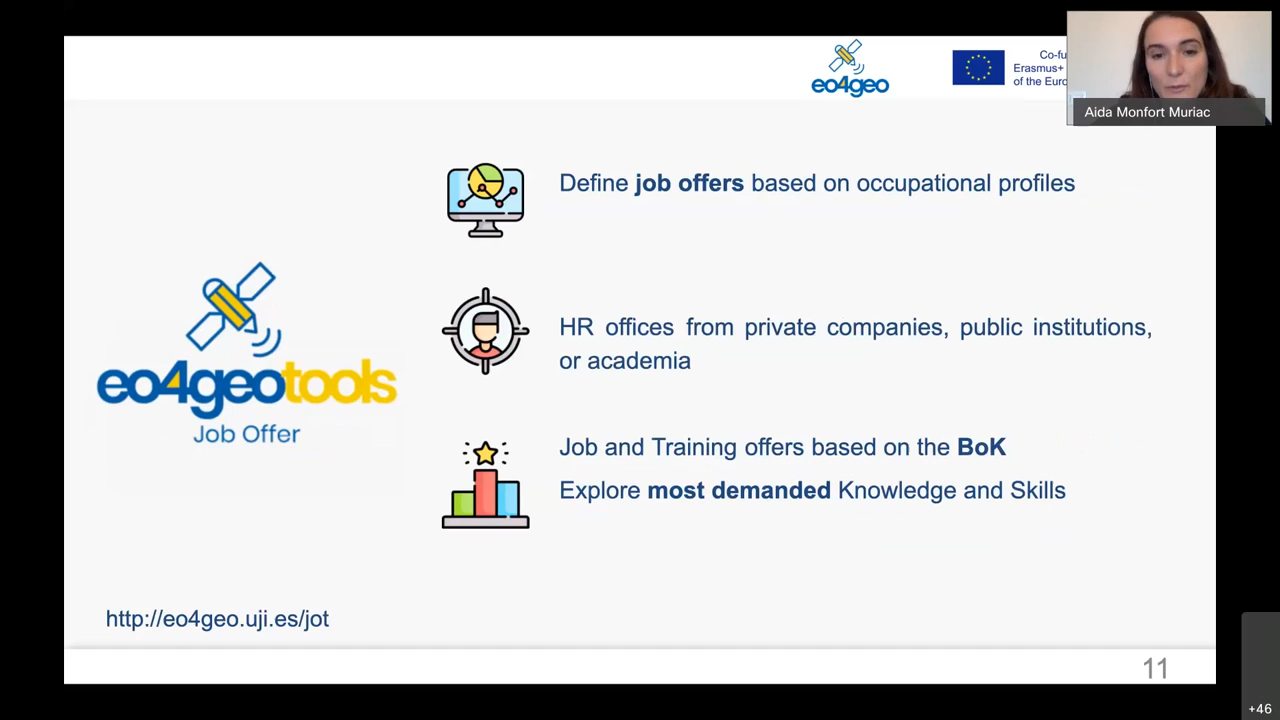 eo4geo
Co-fu
Erasmus+
of the Euro
Aida Monfort Muriac
Define job offers based on occupational profiles
HR offices from private companies, public institutions,
or academia
eo4geotools
Job Offer
Job and Training offers based on the BoK
Explore most demanded Knowledge and Skills
http://eo4geo.uji.es/jot
11
+46